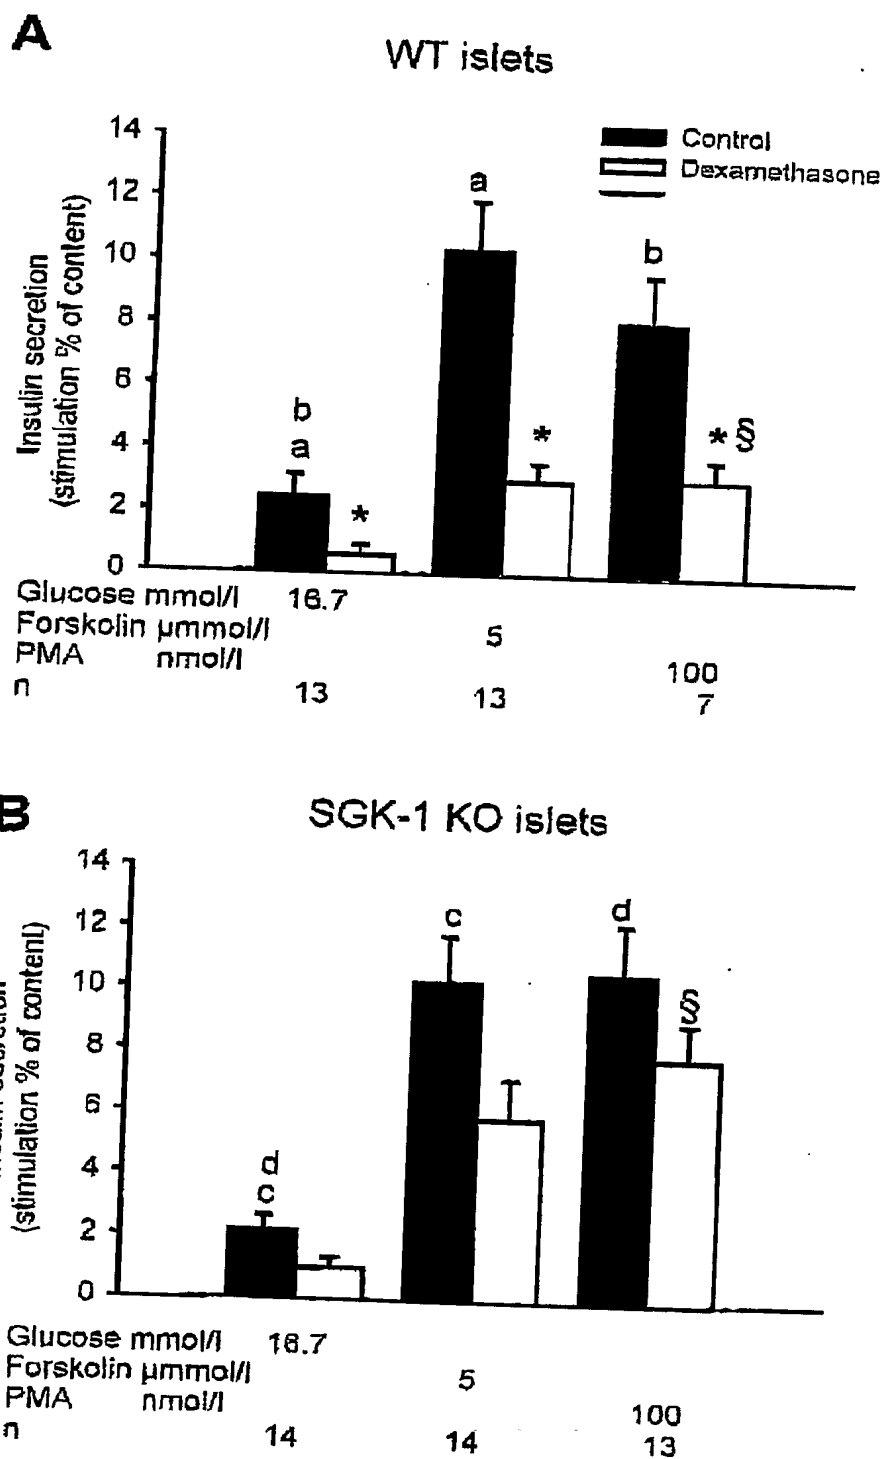 A
WT islets
Control
Dexamethasone
14
12
10
8
6
4
2
0
Insulin secretion
(stimulation % of content)
a
b
b
a
*
*
* §
Glucose mmol/l 16.7
Forskolin µmmol/l 5
PMA nmol/l 100
n 13 13 7
B
SGK-1 KO islets
14
12
10
8
6
4
2
0
(stimulation % of content)
c
d
§
d
c
Glucose mmol/l 16.7
Forskolin µmmol/l 5
PMA nmol/l 100
n 14 14 13